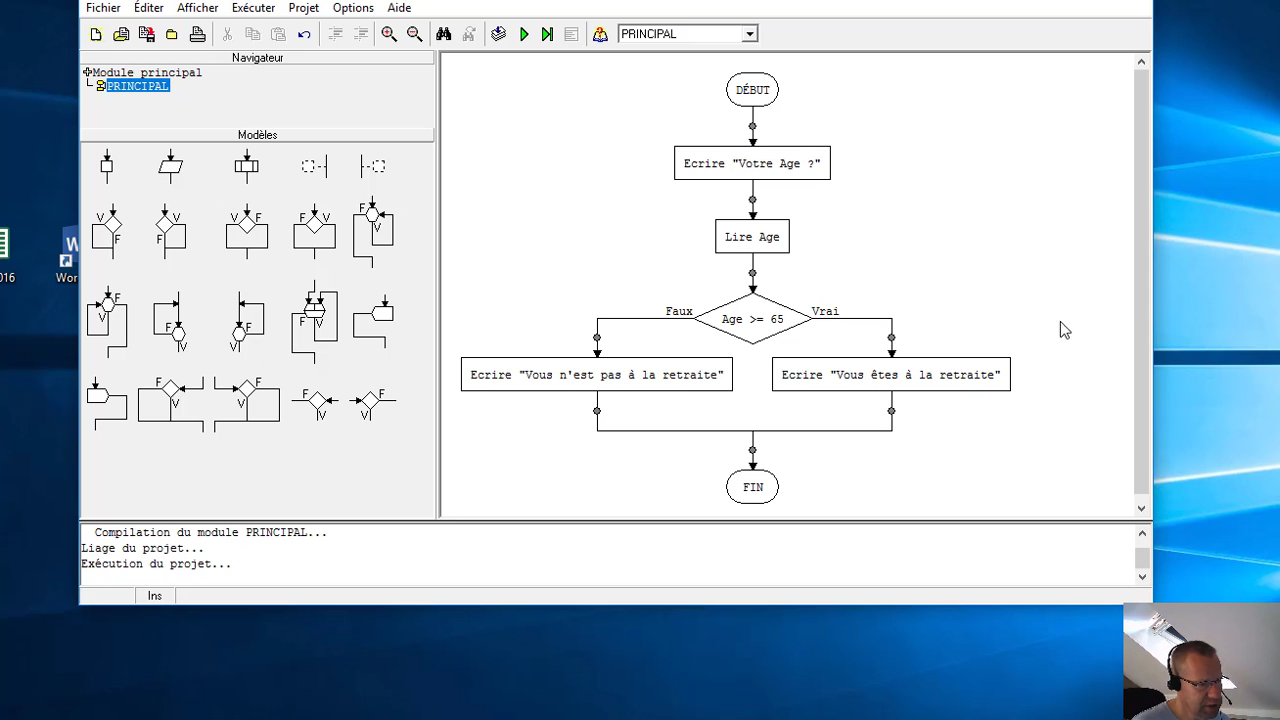 Fichier Éditer Afficher Exécuter Projet Options Aide
PRINCIPAL
Navigateur
Module principal
PRINCIPAL
Modèles
V F
F V
V F
F V
F V
F V
F V
V F
F V
F V
F V
F V
F V
DÉBUT
Ecrire "Votre Age ?"
Lire Age
Faux
Age >= 65
Vrai
Ecrire "Vous n'est pas à la retraite"
Ecrire "Vous êtes à la retraite"
FIN
Compilation du module PRINCIPAL...
Liage du projet...
Exécution du projet...
Ins
016
W
Wor